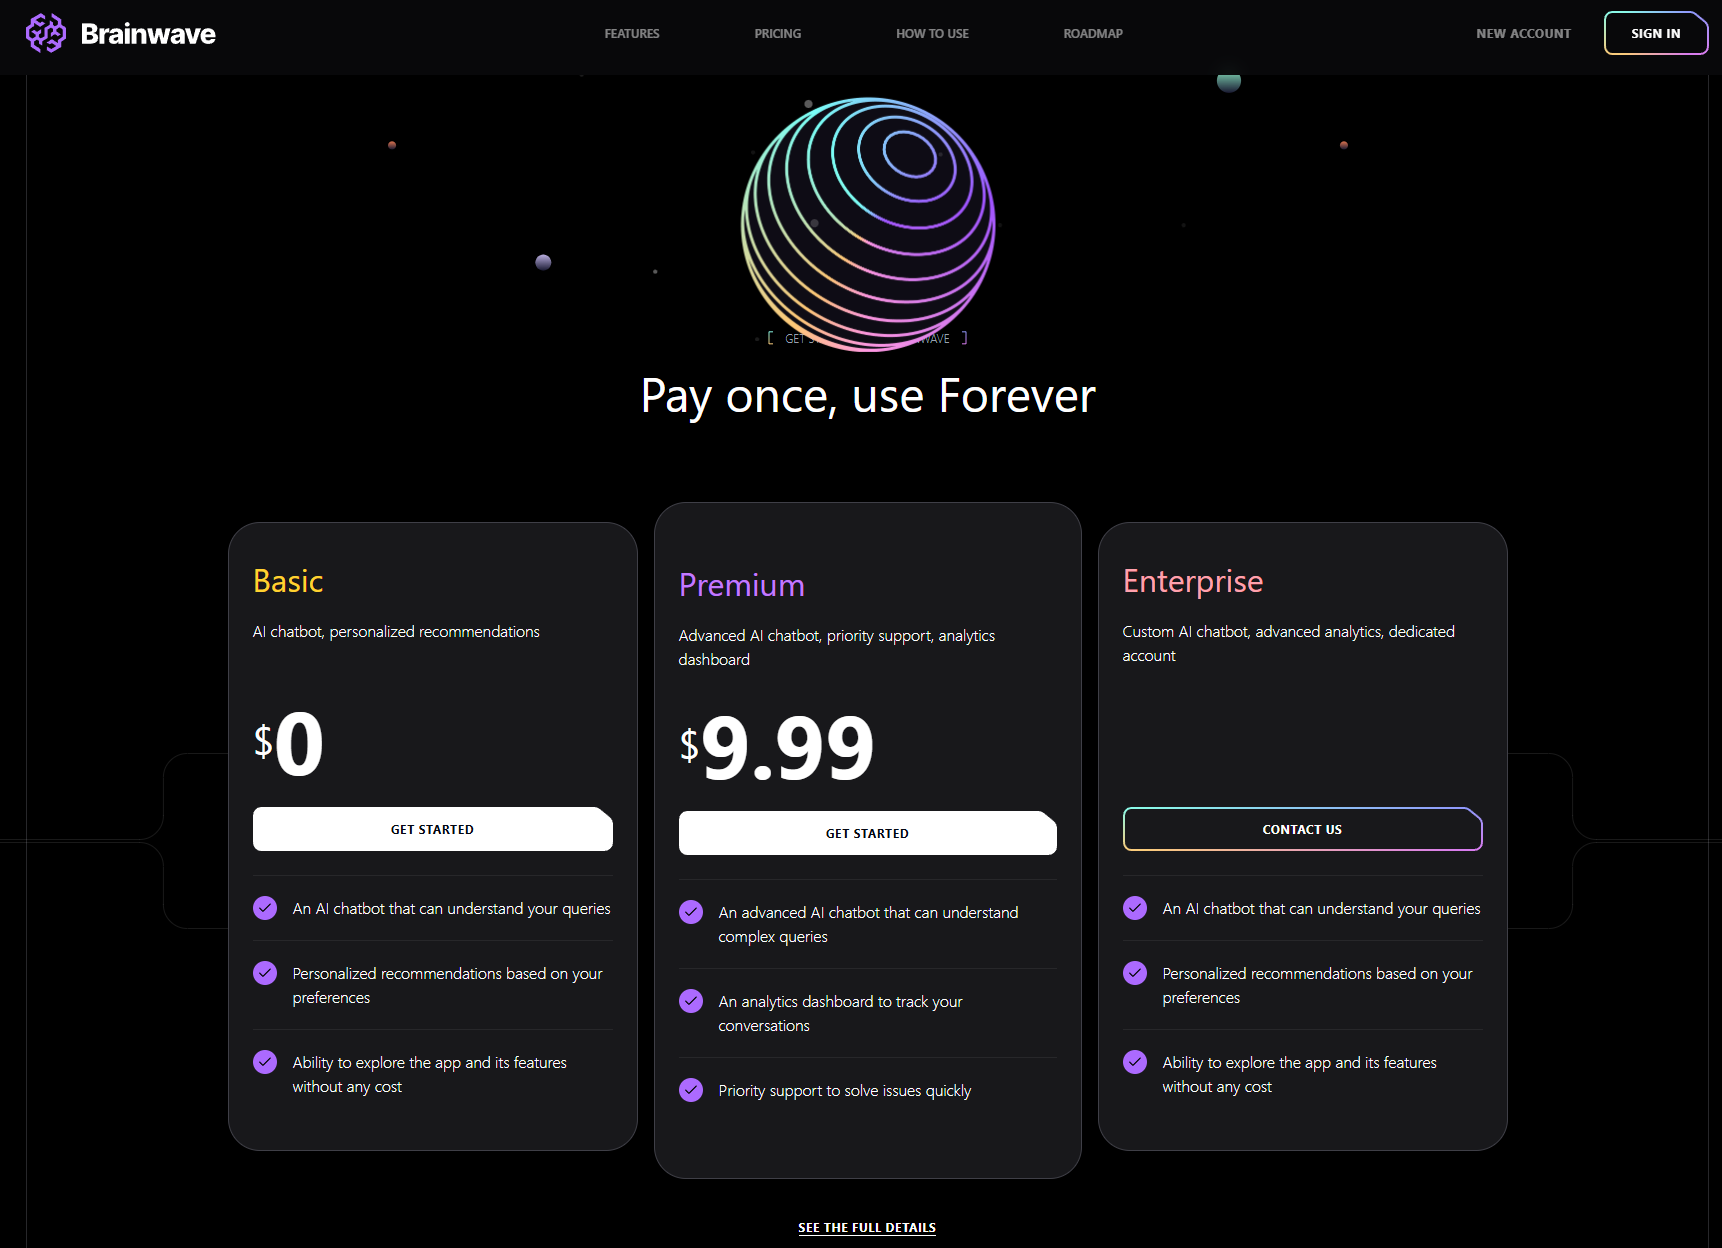 Brainwave
FEATURES
PRICING
HOW TO USE
ROADMAP
NEW ACCOUNT
SIGN IN
[ GET WAVE ]
Pay once, use Forever
Basic
AI chatbot, personalized recommendations
$0
GET STARTED
An AI chatbot that can understand your queries
Personalized recommendations based on your
preferences
Ability to explore the app and its features
without any cost
Premium
Advanced AI chatbot, priority support, analytics
dashboard
$9.99
GET STARTED
An advanced AI chatbot that can understand
complex queries
An analytics dashboard to track your
conversations
Priority support to solve issues quickly
Enterprise
Custom AI chatbot, advanced analytics, dedicated
account
CONTACT US
An AI chatbot that can understand your queries
Personalized recommendations based on your
preferences
Ability to explore the app and its features
without any cost
SEE THE FULL DETAILS